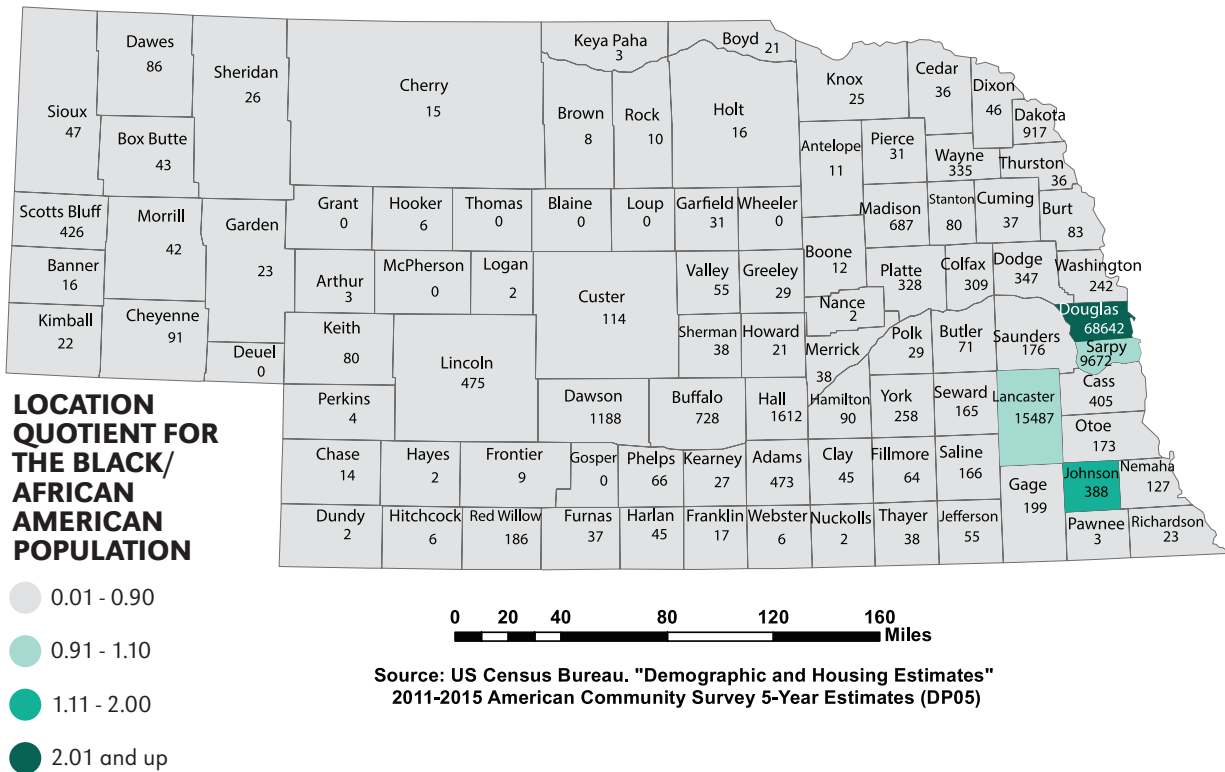 Dawes
86
Sheridan
26
Sioux
47
Box Butte
43
Cherry
15
Keya Paha
3
Boyd 21
Brown
8
Rock
10
Holt
16
Knox
25
Cedar
36
Dixon
46
Dakota
917
Antelope
11
Pierce
31
Wayne
335
Thurston
36
Scotts Bluff
426
Morrill
42
Garden
23
Grant
0
Hooker
6
Thomas
0
Blaine
0
Loup
0
Garfield
31
Wheeler
0
Madison
687
Stanton
80
Cuming
37
Burt
83
Banner
16
Kimball
22
Cheyenne
91
Deuel
0
Arthur
3
McPherson
0
Logan
2
Custer
114
Valley
55
Greeley
29
Boone
12
Platte
328
Colfax
309
Dodge
347
Washington
242
Nance
2
Douglas
68642
Sarpy
9672
Keith
80
Lincoln
475
Sherman
38
Howard
21
Merrick
38
Polk
29
Butler
71
Saunders
176
Perkins
4
Dawson
1188
Buffalo
728
Hall
1612
Hamilton
90
York
258
Seward
165
Lancaster
15487
Cass
405
Otoe
173
Chase
14
Hayes
2
Frontier
9
Gosper
0
Phelps
66
Kearney
27
Adams
473
Clay
45
Fillmore
64
Saline
166
Gage
199
Johnson
388
Nemaha
127
Dundy
2
Hitchcock
6
Red Willow
186
Furnas
37
Harlan
45
Franklin
17
Webster
6
Nuckolls
2
Thayer
38
Jefferson
55
Pawnee
3
Richardson
23
LOCATION
QUOTIENT FOR
THE BLACK/
AFRICAN
AMERICAN
POPULATION
0.01 - 0.90
0.91 - 1.10
1.11 - 2.00
2.01 and up
0 20 40 80 120 160
Miles
Source: US Census Bureau. "Demographic and Housing Estimates"
2011-2015 American Community Survey 5-Year Estimates (DP05)